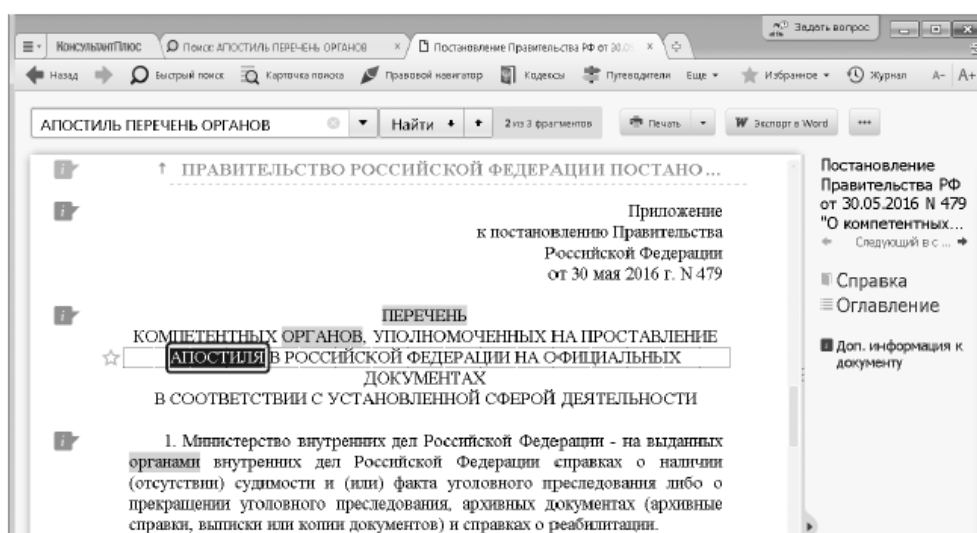 Задать вопрос
КонсультантПлюс Поиск: АПОСТИЛЬ ПЕРЕЧЕНЬ ОРГАНОВ × Постановление Правительства РФ от 30.05 ×
Назад Быстрый поиск Карточка поиска Правовой навигатор Кодексы Путеводители Еще Избранное Журнал A- A+
АПОСТИЛЬ ПЕРЕЧЕНЬ ОРГАНОВ Найти 2 из 3 фрагментов Печать Экспорт в Word
↑ ПРАВИТЕЛЬСТВО РОССИЙСКОЙ ФЕДЕРАЦИИ ПОСТАНО...
Приложение
к постановлению Правительства
Российской Федерации
от 30 мая 2016 г. N 479
ПЕРЕЧЕНЬ
КОМПЕТЕНТНЫХ ОРГАНОВ, УПОЛНОМОЧЕННЫХ НА ПРОСТАВЛЕНИЕ
АПОСТИЛЯ В РОССИЙСКОЙ ФЕДЕРАЦИИ НА ОФИЦИАЛЬНЫХ
ДОКУМЕНТАХ
В СООТВЕТСТВИИ С УСТАНОВЛЕННОЙ СФЕРОЙ ДЕЯТЕЛЬНОСТИ
1. Министерство внутренних дел Российской Федерации - на выданных
органами внутренних дел Российской Федерации справках о наличии
(отсутствии) судимости и (или) факта уголовного преследования либо о
прекращении уголовного преследования, архивных документах (архивные
справки, выписки или копии документов) и справках о реабилитации.
Постановление
Правительства РФ
от 30.05.2016 N 479
"О компетентных...
Следующий в с ...
Справка
Оглавление
Доп. информация к
документу